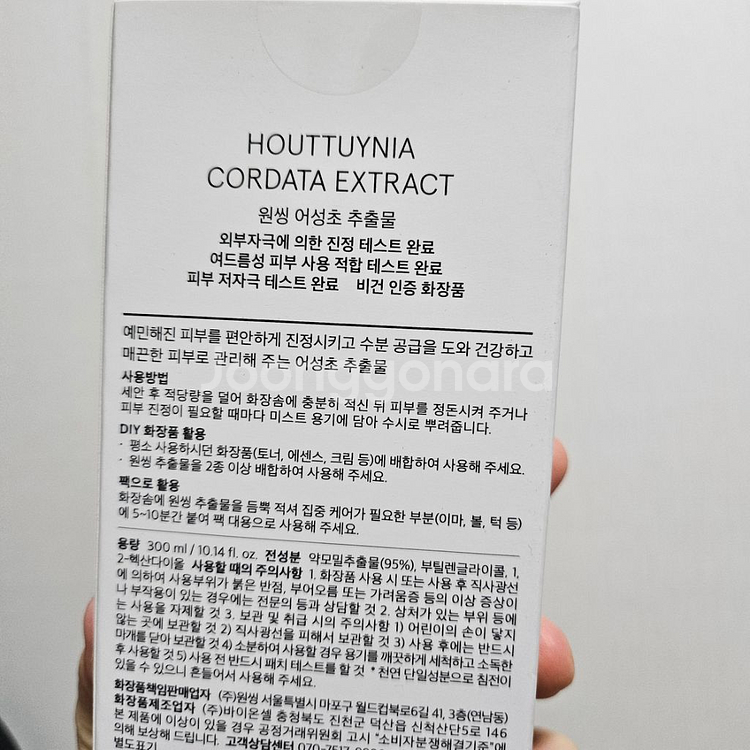 HOUTTUYNIA
CORDATA EXTRACT
원씽 어성초 추출물
외부자극에 의한 진정 테스트 완료
여드름성 피부 사용 적합 테스트 완료
피부 저자극 테스트 완료 비건 인증 화장품
예민해진 피부를 편안하게 진정시키고 수분 공급을 도와 건강하고
매끈한 피부로 관리해 주는 어성초 추출물
Joonggonara
사용방법
세안 후 적당량을 덜어 화장솜에 충분히 적신 뒤 피부를 정돈시켜 주거나
피부 진정이 필요할 때마다 미스트 용기에 담아 수시로 뿌려줍니다.
DIY 화장품 활용
· 평소 사용하시던 화장품(토너, 에센스, 크림 등)에 배합하여 사용해 주세요.
· 원씽 추출물을 2종 이상 배합하여 사용해 주세요.
팩으로 활용
화장솜에 원씽 추출물을 듬뿍 적셔 집중 케어가 필요한 부분(이마, 볼, 턱 등)
에 5~10분간 붙여 팩 대용으로 사용해 주세요.
용량 300 ml / 10.14 fl. oz. 전성분 약모밀추출물(95%), 부틸렌글라이콜, 1,
2-헥산다이올 사용할 때의 주의사항 1. 화장품 사용 시 또는 사용 후 직사광선
에 의하여 사용부위가 붉은 반점, 부어오름 또는 가려움증 등의 이상 증상이
나 부작용이 있는 경우에는 전문의 등과 상담할 것 2. 상처가 있는 부위 등에
는 사용을 자제할 것 3. 보관 및 취급 시의 주의사항 1) 어린이의 손이 닿지
않는 곳에 보관할 것 2) 직사광선을 피해서 보관할 것 3) 사용 후에는 반드시
마개를 닫아 보관할 것 4) 소분하여 사용할 경우 용기를 깨끗하게 세척하고 소독한
후 사용할 것 5) 사용 전 반드시 패치 테스트를 할 것 * 천연 단일성분으로 침전이
있을 수 있으니 흔들어서 사용해 주세요.
화장품책임판매업자 (주)원씽 서울특별시 마포구 월드컵북로6길 41, 3층(연남동)
화장품제조업자 (주)바이온셀 충청북도 진천군 덕산읍 신척산단5로 146
본 제품에 이상이 있을 경우 공정거래위원회 고시 "소비자분쟁해결기준"에
의해 보상해 드립니다. 고객상담센터 070-7517-
별도표기